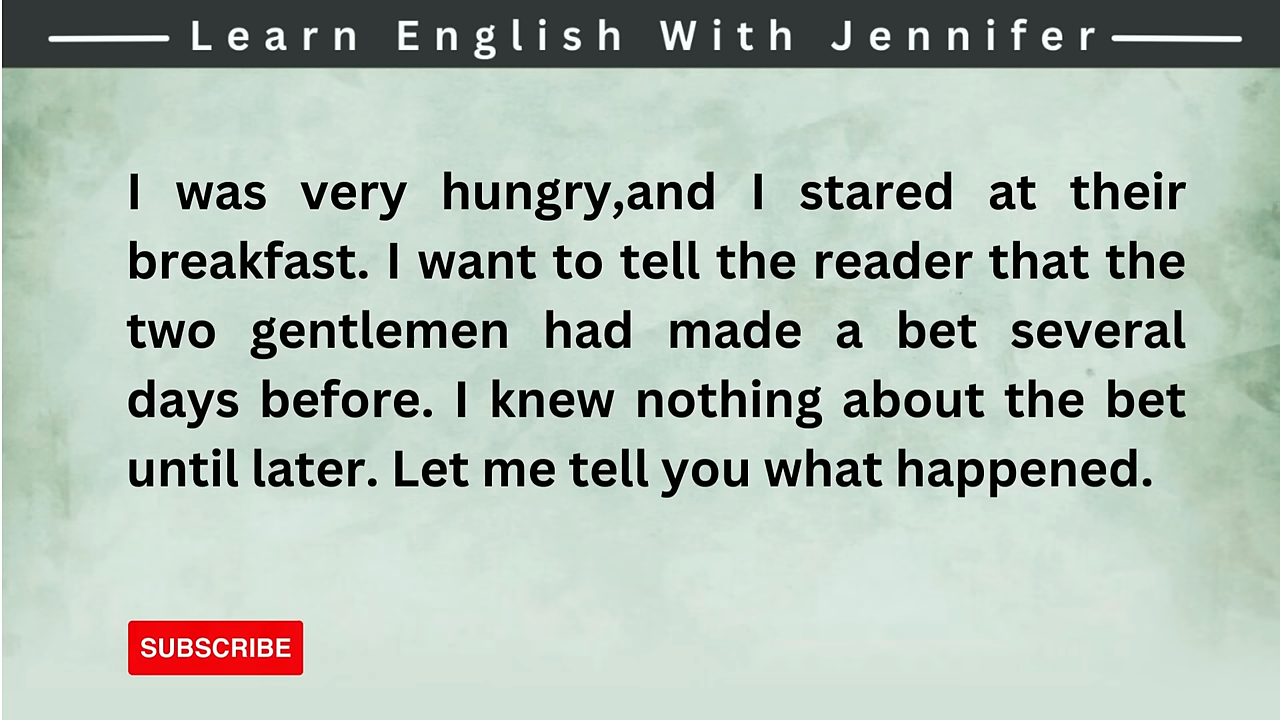 Learn English With Jennifer
I was very hungry,and I stared at their
breakfast. I want to tell the reader that the
two gentlemen had made a bet several
days before. I knew nothing about the bet
until later. Let me tell you what happened.
SUBSCRIBE